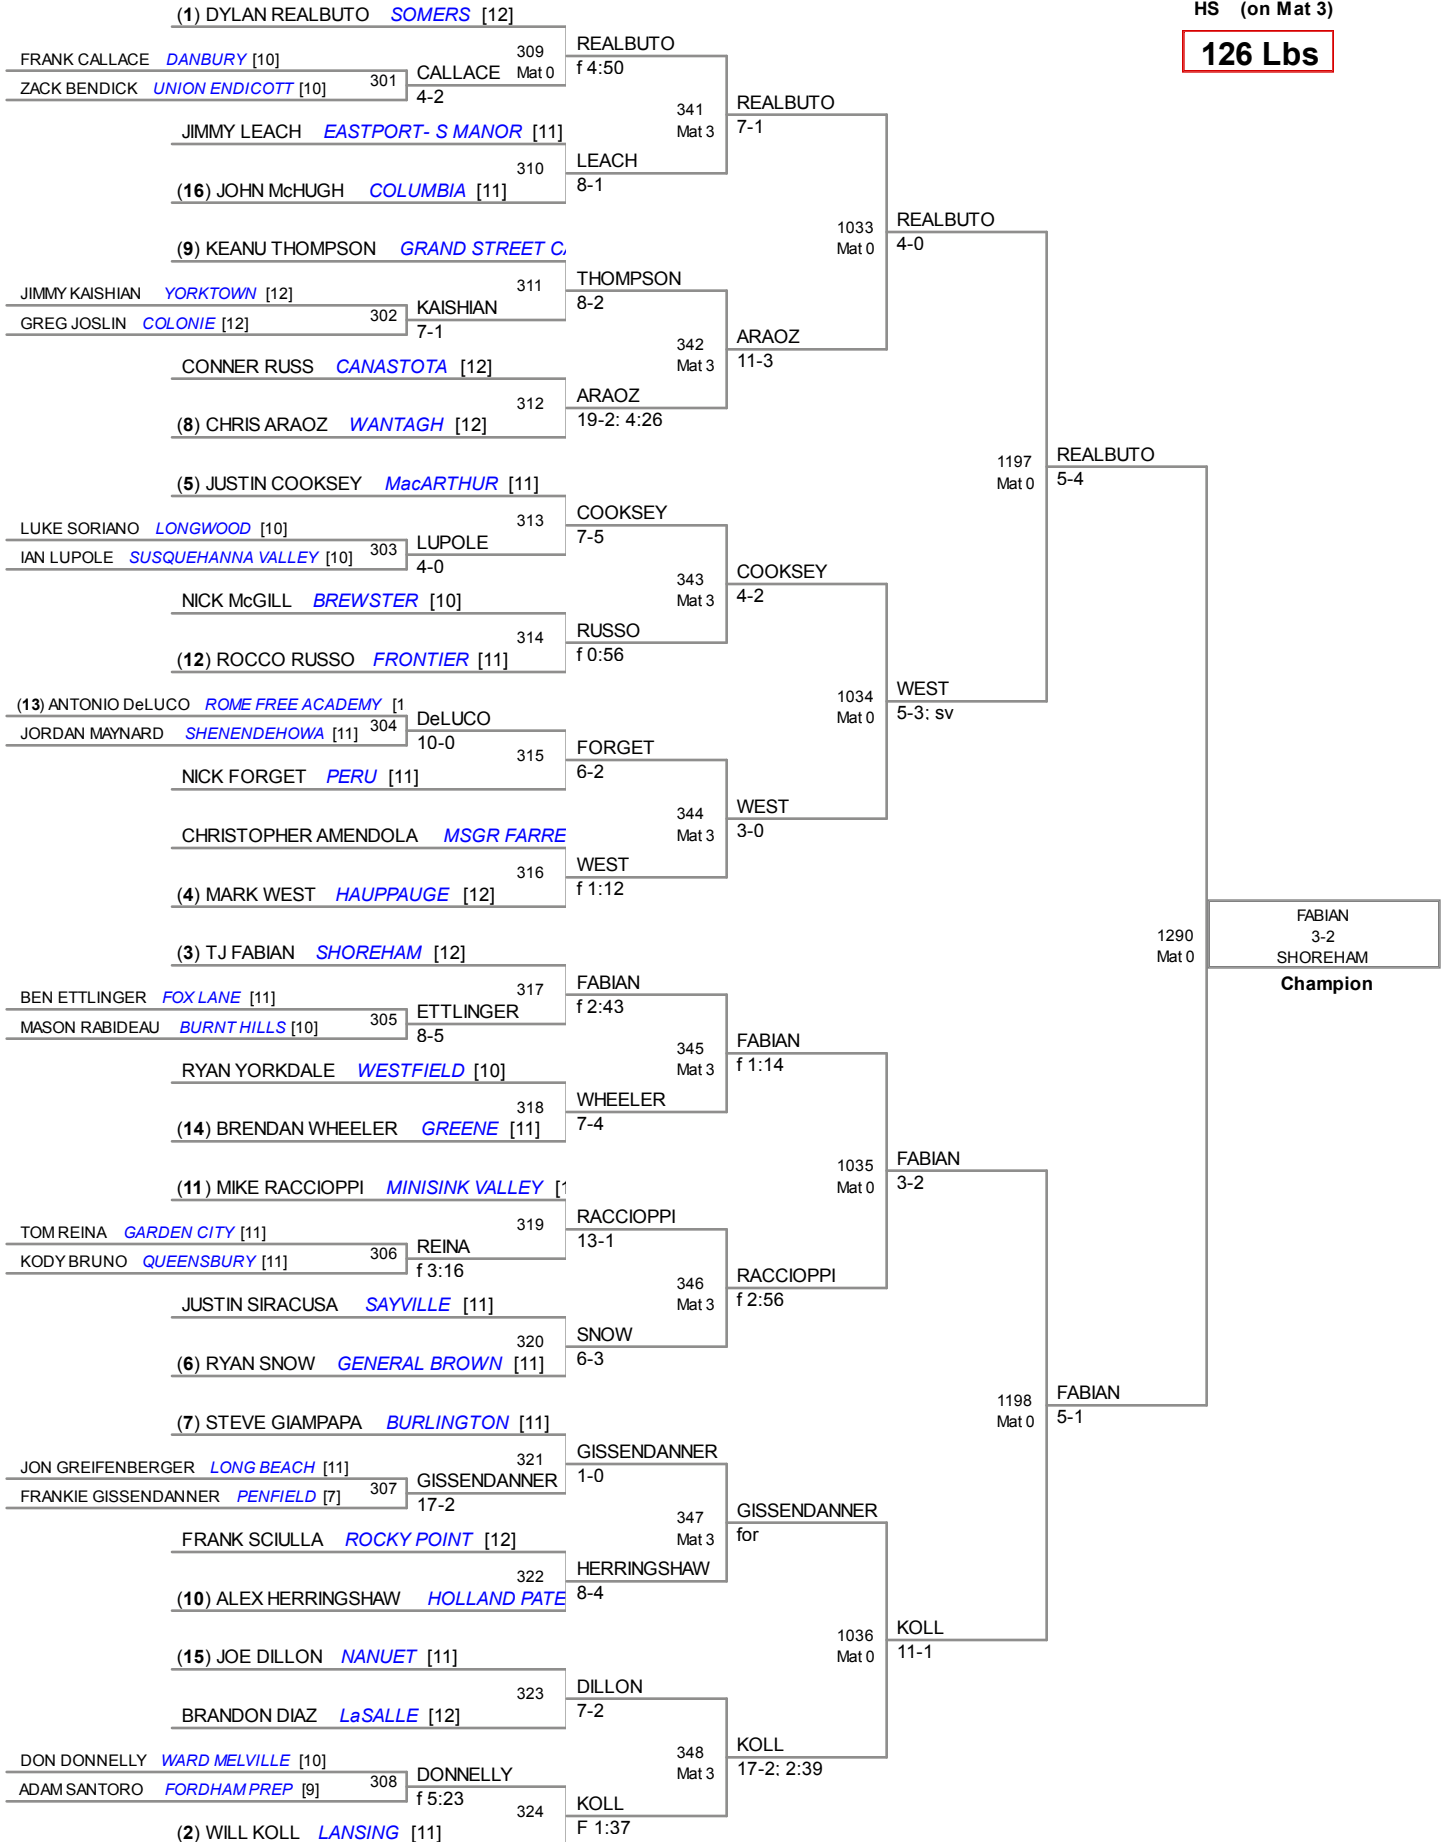 HS (on Mat 3)
126 Lbs
(1) DYLAN REALBUTO SOMERS [12]
309 REALBUTO
FRANK CALLACE DANBURY [10]
301 CALLACE Mat 0 f 4:50
ZACK BENDICK UNION ENDICOTT [10]
4-2
341 REALBUTO
JIMMY LEACH EASTPORT- S MANOR [11]
Mat 3 7-1
310 LEACH
8-1
(16) JOHN McHUGH COLUMBIA [11]
1033 REALBUTO
Mat 0 4-0
(9) KEANU THOMPSON GRAND STREET CA
311 THOMPSON
JIMMY KAISHIAN YORKTOWN [12]
302 KAISHIAN 8-2
GREG JOSLIN COLONIE [12]
7-1
342 ARAOZ
CONNER RUSS CANASTOTA [12]
Mat 3 11-3
312 ARAOZ
19-2: 4:26
(8) CHRIS ARAOZ WANTAGH [12]
1197 REALBUTO
Mat 0 5-4
(5) JUSTIN COOKSEY MacARTHUR [11]
313 COOKSEY
LUKE SORIANO LONGWOOD [10]
303 LUPOLE 7-5
IAN LUPOLE SUSQUEHANNA VALLEY [10]
4-0
343 COOKSEY
Mat 3 4-2
NICK McGILL BREWSTER [10]
314 RUSSO
f 0:56
(12) ROCCO RUSSO FRONTIER [11]
1034 WEST
Mat 0 5-3; sv
(13) ANTONIO DeLUCO ROME FREE ACADEMY [1
304 DeLUCO
JORDAN MAYNARD SHENENDEHOWA [11]
10-0
315 FORGET
6-2
NICK FORGET PERU [11]
344 WEST
Mat 3 3-0
CHRISTOPHER AMENDOLA MSGR FARRE
316 WEST
f 1:12
(4) MARK WEST HAUPPAUGE [12]
FABIAN
1290 3-2
Mat 0 SHOREHAM
Champion
(3) TJ FABIAN SHOREHAM [12]
317 FABIAN
BEN ETTLINGER FOX LANE [11]
305 ETTLINGER f 2:43
MASON RABIDEAU BURNT HILLS [10]
8-5
345 FABIAN
Mat 3 f 1:14
RYAN YORKDALE WESTFIELD [10]
318 WHEELER
7-4
(14) BRENDAN WHEELER GREENE [11]
1035 FABIAN
Mat 0 3-2
(11) MIKE RACCIOPPI MINISINK VALLEY [1
319 RACCIOPPI
TOM REINA GARDEN CITY [11]
306 REINA 13-1
KODY BRUNO QUEENSBURY [11]
f 3:16
346 RACCIOPPI
Mat 3 f 2:56
JUSTIN SIRACUSA SAYVILLE [11]
320 SNOW
6-3
(6) RYAN SNOW GENERAL BROWN [11]
1198 FABIAN
Mat 0 5-1
(7) STEVE GIAMPAPA BURLINGTON [11]
321 GISSENDANNER
JON GREIFENBERGER LONG BEACH [11]
307 GISSENDANNER 1-0
FRANKIE GISSENDANNER PENFIELD [7]
17-2
347 GISSENDANNER
Mat 3 for
FRANK SCIULLA ROCKY POINT [12]
322 HERRINGSHAW
8-4
(10) ALEX HERRINGSHAW HOLLAND PATE
1036 KOLL
Mat 0 11-1
(15) JOE DILLON NANUET [11]
323 DILLON
7-2
BRANDON DIAZ LaSALLE [12]
348 KOLL
Mat 3 17-2: 2:39
DON DONNELLY WARD MELVILLE [10]
308 DONNELLY
ADAM SANTORO FORDHAM PREP [9]
f 5:23
324 KOLL
F 1:37
(2) WILL KOLL LANSING [11]